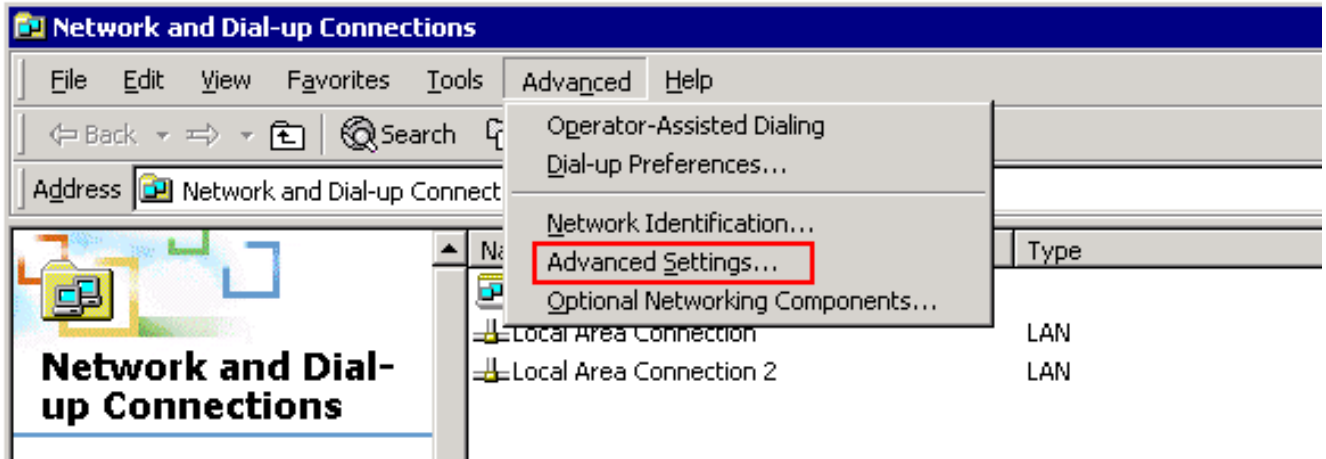 Network and Dial-up Connections
File Edit View Favorites Tools Advanced Help
Back Search
Operator-Assisted Dialing
Dial-up Preferences...
Address Network and Dial-up Connect
Network Identification...
Advanced Settings...
Optional Networking Components...
Type
Local Area Connection LAN
Local Area Connection 2 LAN
Network and Dial-
up Connections